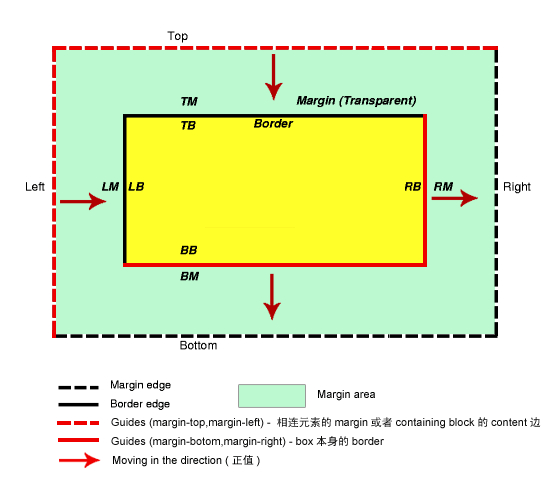 Top
TM
Margin (Transparent)
TB
Border
Left
LM
LB
RB
RM
Right
BB
BM
Bottom
Margin edge
Border edge
Margin area
Guides (margin-top,margin-left) - 相连元素的 margin 或者 containing block 的 content 边
Guides (margin-botom,margin-right) - box 本身的 border
Moving in the direction ( 正值 )